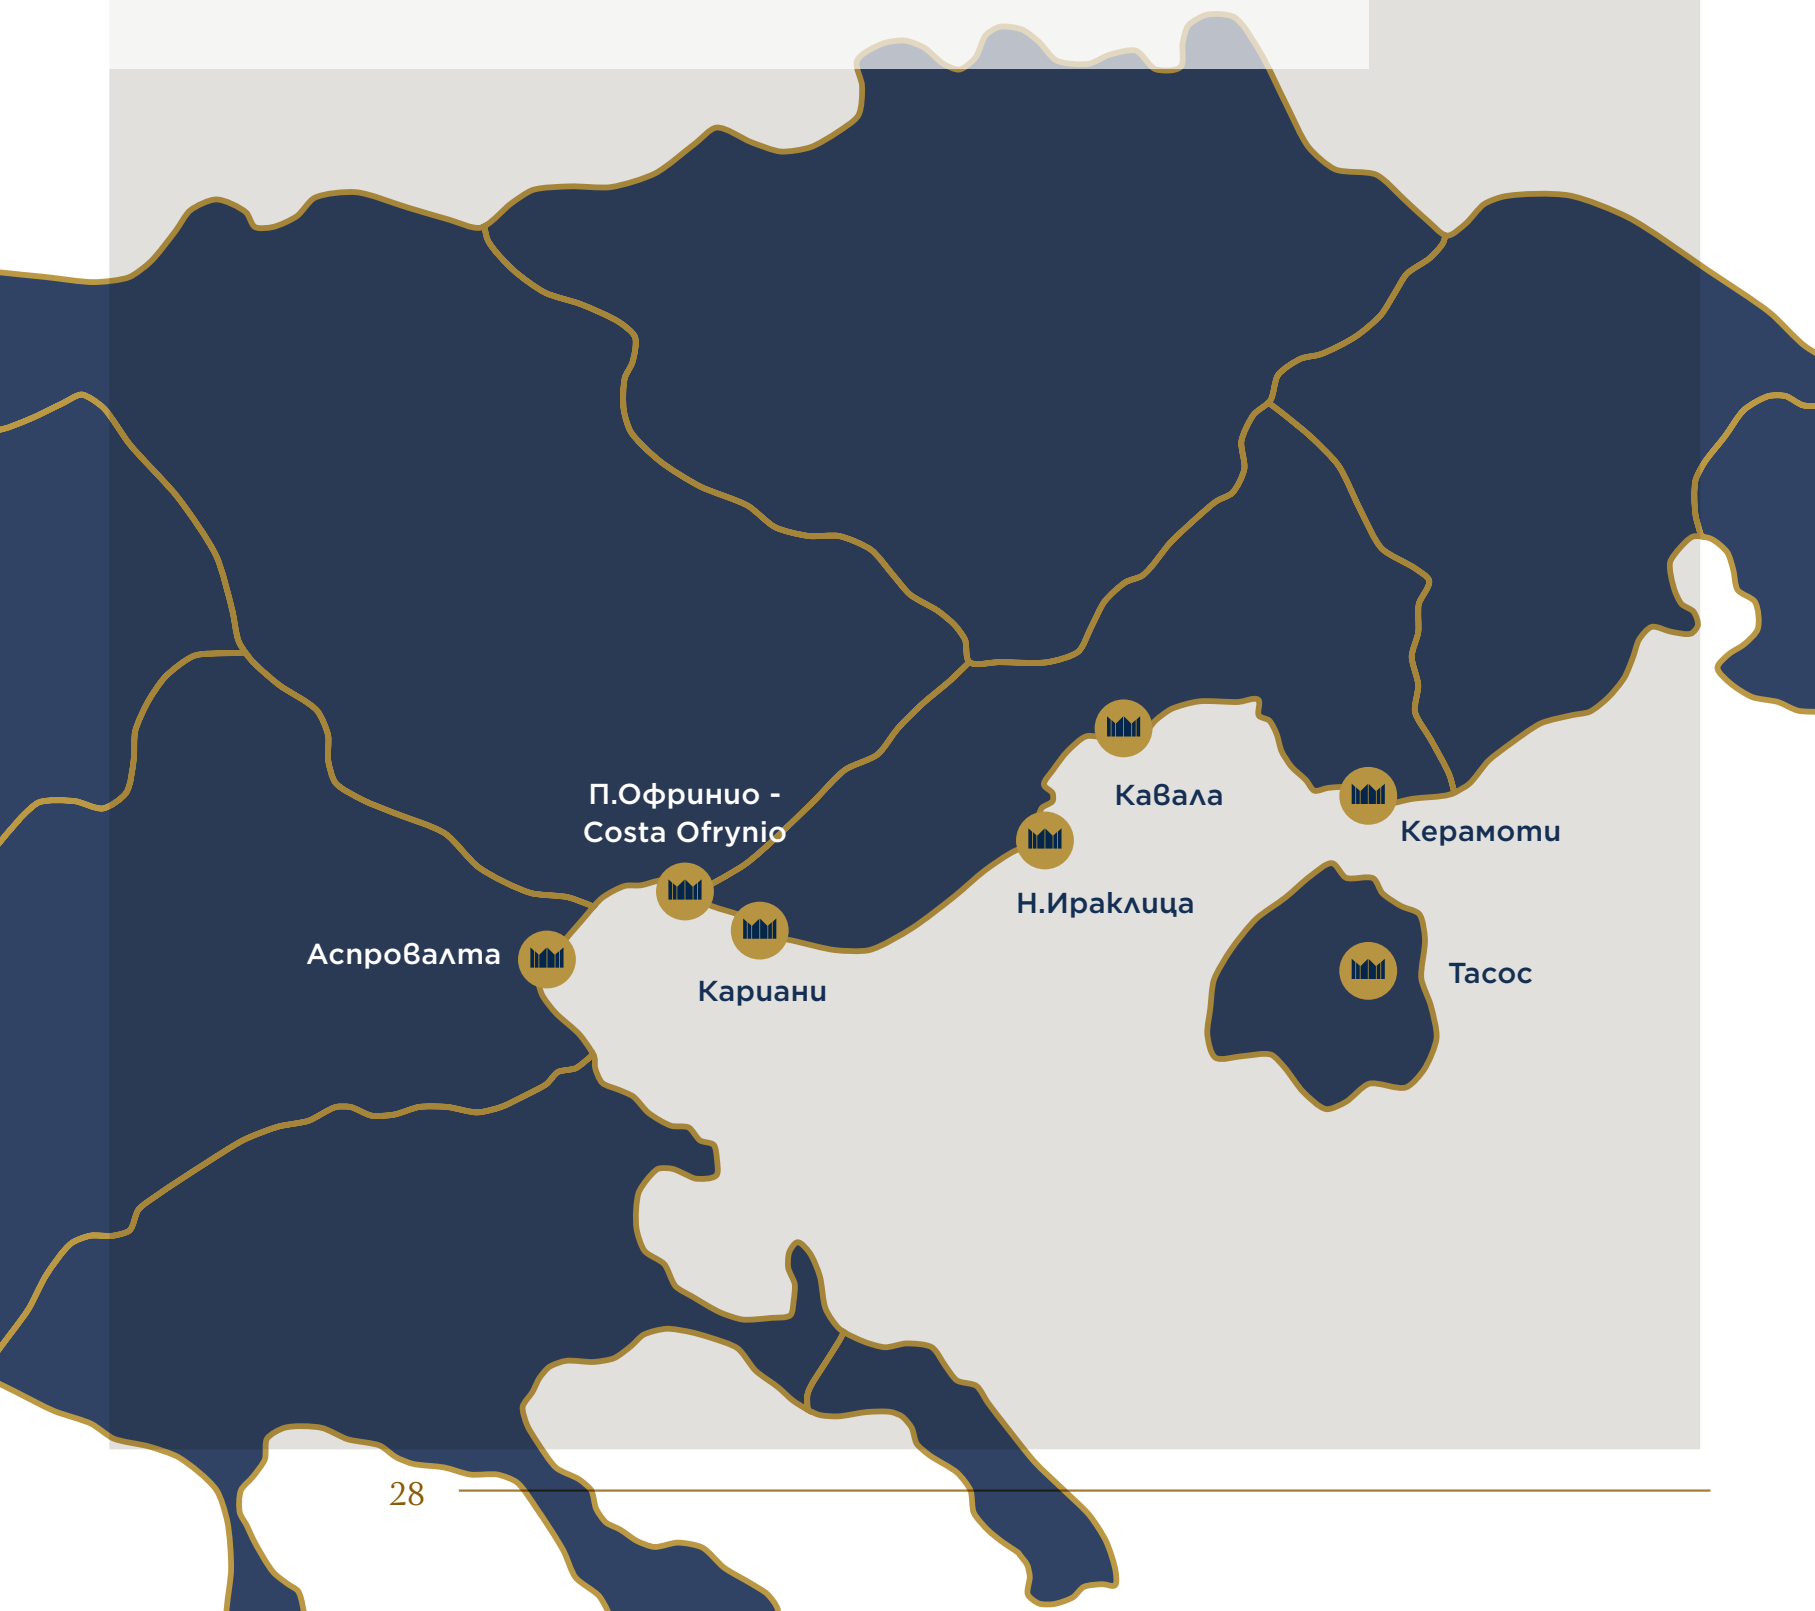 П.Офринио -
Costa Ofrynio
Кавала
Керамоти
Н.Ираклица
Аспровалта
Кариани
Тасос
28